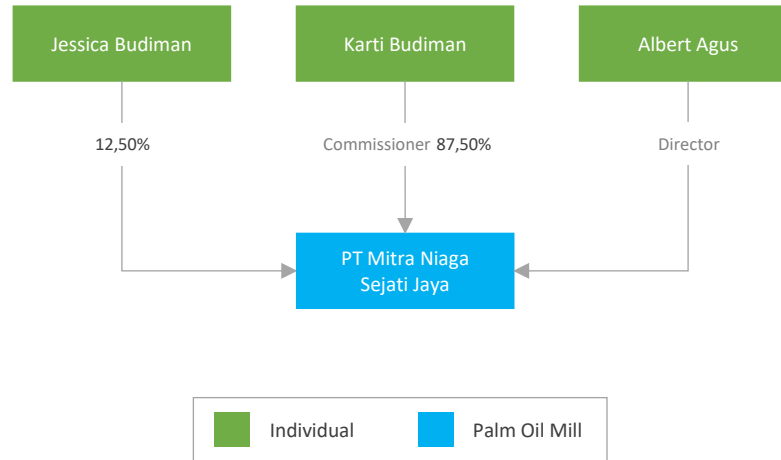 Jessica Budiman
Karti Budiman
Albert Agus
12,50%
Commissioner 87,50%
Director
PT Mitra Niaga
Sejati Jaya
Individual
Palm Oil Mill